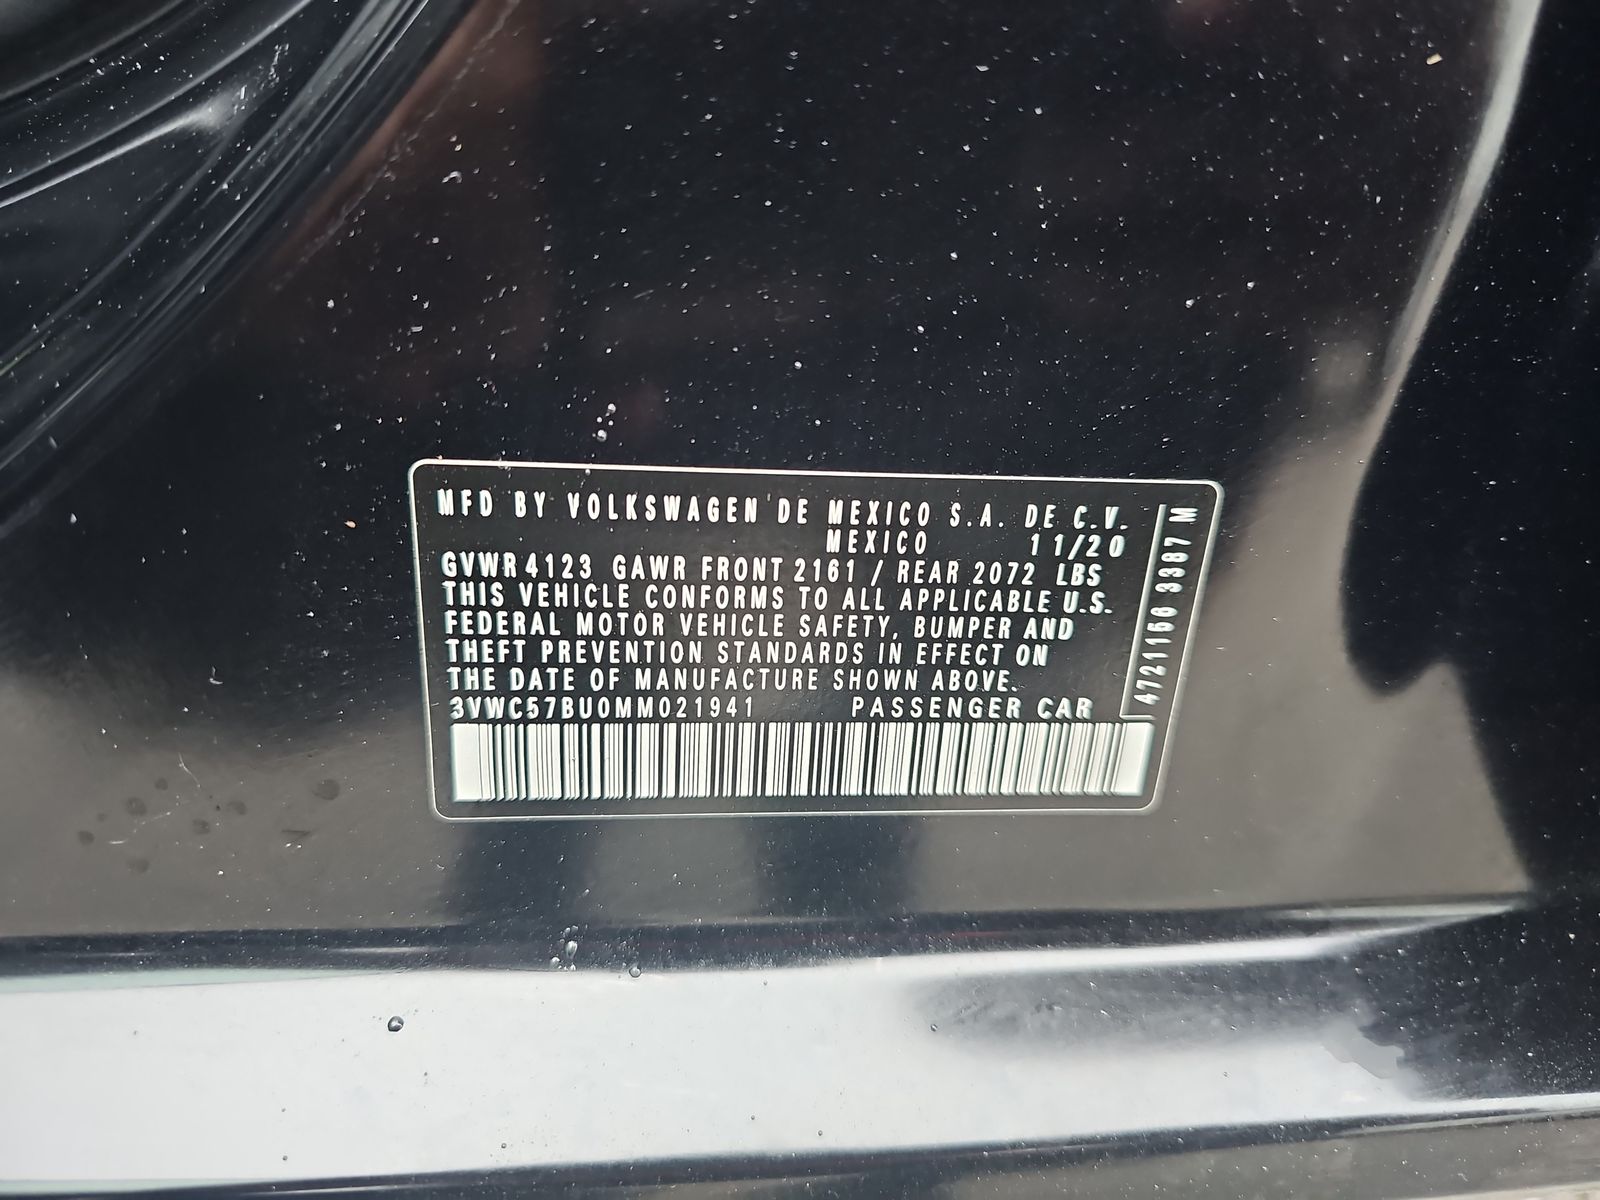 MFD BY VOLKSWAGEN DE MEXICO S.A. DE C.V.
MEXICO 11/20
GVWR 4123 GAWR FRONT 2161 / REAR 2072 LBS
THIS VEHICLE CONFORMS TO ALL APPLICABLE U.S.
FEDERAL MOTOR VEHICLE SAFETY, BUMPER AND
THEFT PREVENTION STANDARDS IN EFFECT ON
THE DATE OF MANUFACTURE SHOWN ABOVE.
3VWC57BU0MM021941 PASSENGER CAR
4721156 3387 M